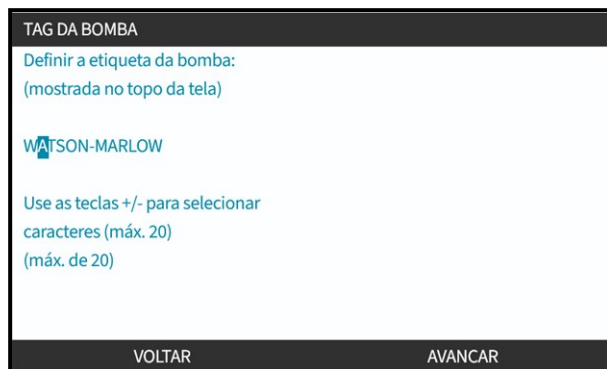 TAG DA BOMBA
Definir a etiqueta da bomba:
(mostrada no topo da tela)
WATSON-MARLOW
Use as teclas +/- para selecionar
caracteres (máx. 20)
(máx. de 20)
VOLTAR AVANCAR